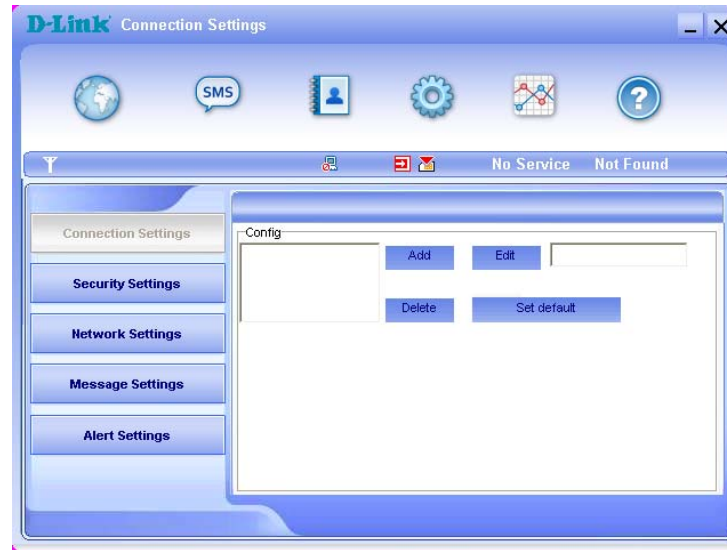 D-Link Connection Settings
SMS
?
No Service Not Found
Connection Settings
Security Settings
Network Settings
Message Settings
Alert Settings
Config
Add Edit
Delete Set default